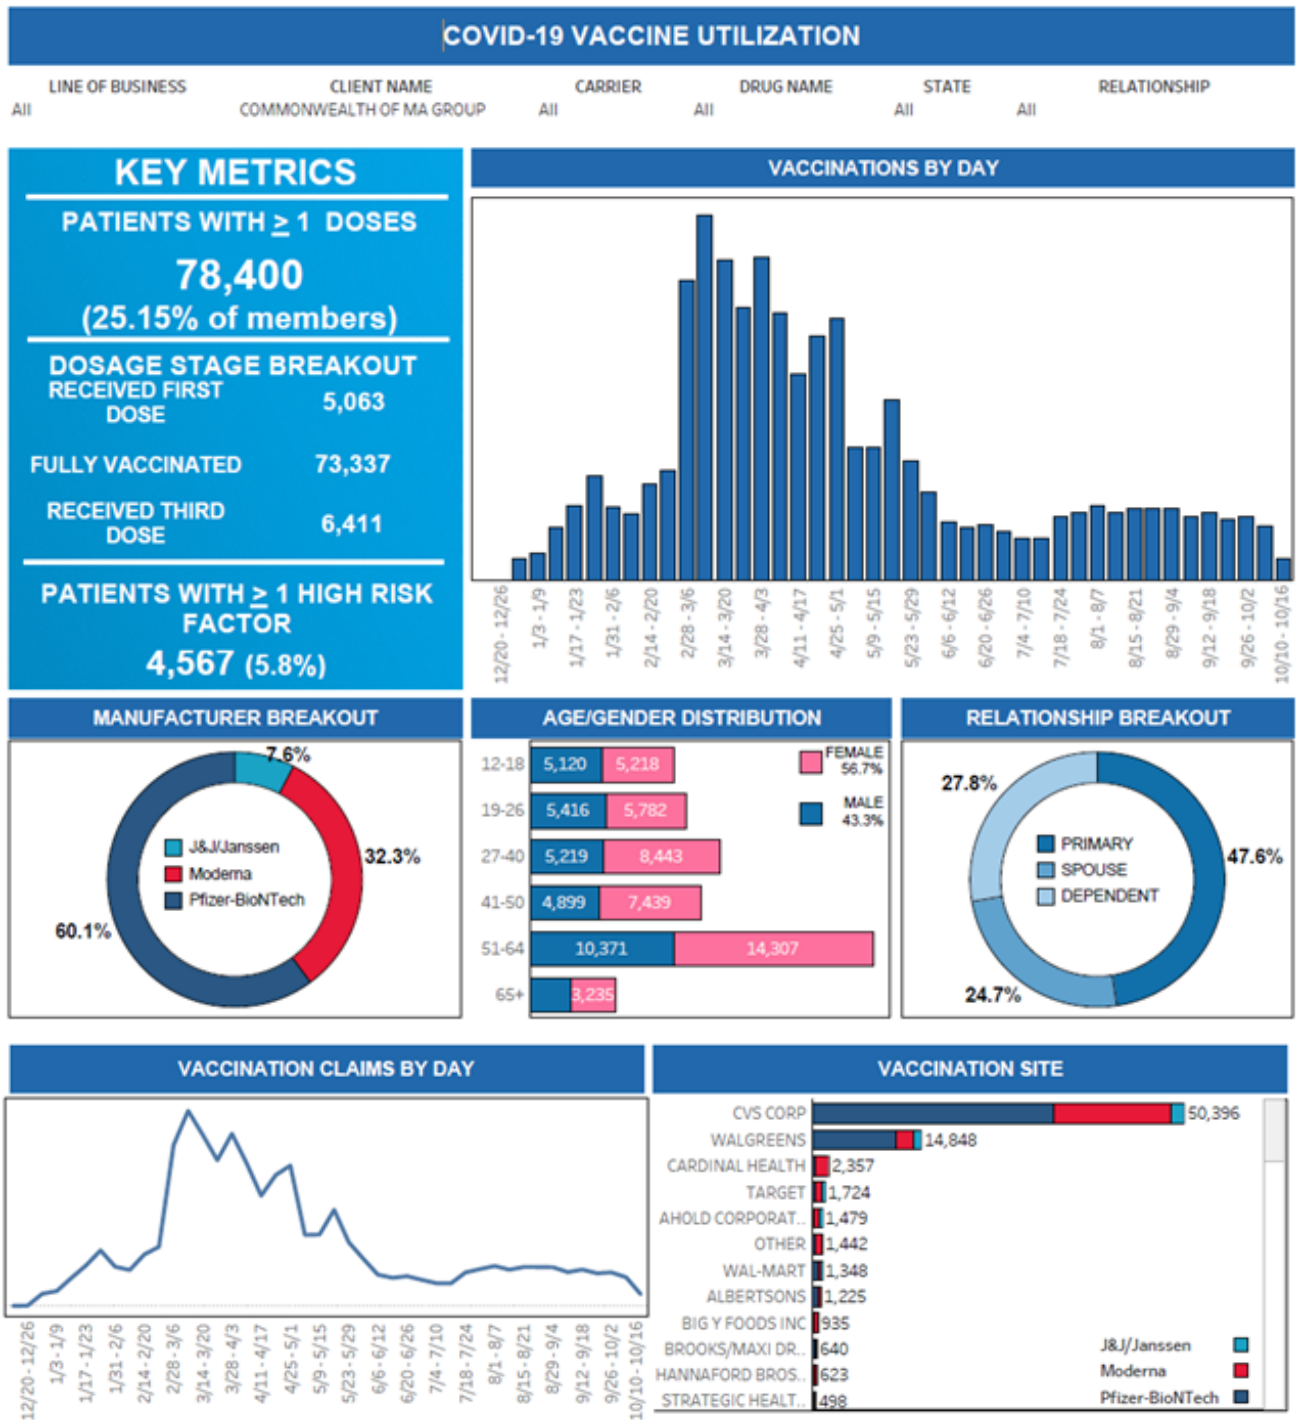 COVID-19 VACCINE UTILIZATION
LINE OF BUSINESS CLIENT NAME CARRIER DRUG NAME STATE RELATIONSHIP
All COMMONWEALTH OF MA GROUP All All All All
KEY METRICS
PATIENTS WITH ≥ 1 DOSES
78,400
(25.15% of members)
DOSAGE STAGE BREAKOUT
RECEIVED FIRST
DOSE
5,063
FULLY VACCINATED 73,337
RECEIVED THIRD
DOSE
6,411
PATIENTS WITH ≥ 1 HIGH RISK
FACTOR
4,567 (5.8%)
VACCINATIONS BY DAY
12/20 - 12/26
1/3 - 1/9
1/17 - 1/23
1/31 - 2/6
2/14 - 2/20
2/28 - 3/6
3/14 - 3/20
3/28 - 4/3
4/11 - 4/17
4/25 - 5/1
5/9 - 5/15
5/23 - 5/29
6/6 - 6/12
6/20 - 6/26
7/4 - 7/10
7/18 - 7/24
8/1 - 8/7
8/15 - 8/21
8/29 - 9/4
9/12 - 9/18
9/26 - 10/2
10/10 - 10/16
MANUFACTURER BREAKOUT
7.6%
J&J/Janssen
Moderna
Pfizer-BioNTech
32.3%
60.1%
AGE/GENDER DISTRIBUTION
12-18 5,120 5,218
19-26 5,416 5,782
27-40 5,219 8,443
41-50 4,899 7,439
51-64 10,371 14,307
65+ 3,235
FEMALE
56.7%
MALE
43.3%
RELATIONSHIP BREAKOUT
27.8%
PRIMARY
SPOUSE
DEPENDENT
47.6%
24.7%
VACCINATION CLAIMS BY DAY
12/20 - 12/26
1/3 - 1/9
1/17 - 1/23
1/31 - 2/6
2/14 - 2/20
2/28 - 3/6
3/14 - 3/20
3/28 - 4/3
4/11 - 4/17
4/25 - 5/1
5/9 - 5/15
5/23 - 5/29
6/6 - 6/12
6/20 - 6/26
7/4 - 7/10
7/18 - 7/24
8/1 - 8/7
8/15 - 8/21
8/29 - 9/4
9/12 - 9/18
9/26 - 10/2
10/10 - 10/16
VACCINATION SITE
CVS CORP 50,396
WALGREENS 14,848
CARDINAL HEALTH 2,357
TARGET 1,724
AHOLD CORPORAT.. 1,479
OTHER 1,442
WAL-MART 1,348
ALBERTSONS 1,225
BIG Y FOODS INC 935
BROOKS/MAXI DR.. 640
HANNAFORD BROS.. 623
STRATEGIC HEALT.. 498
J&J/Janssen
Moderna
Pfizer-BioNTech